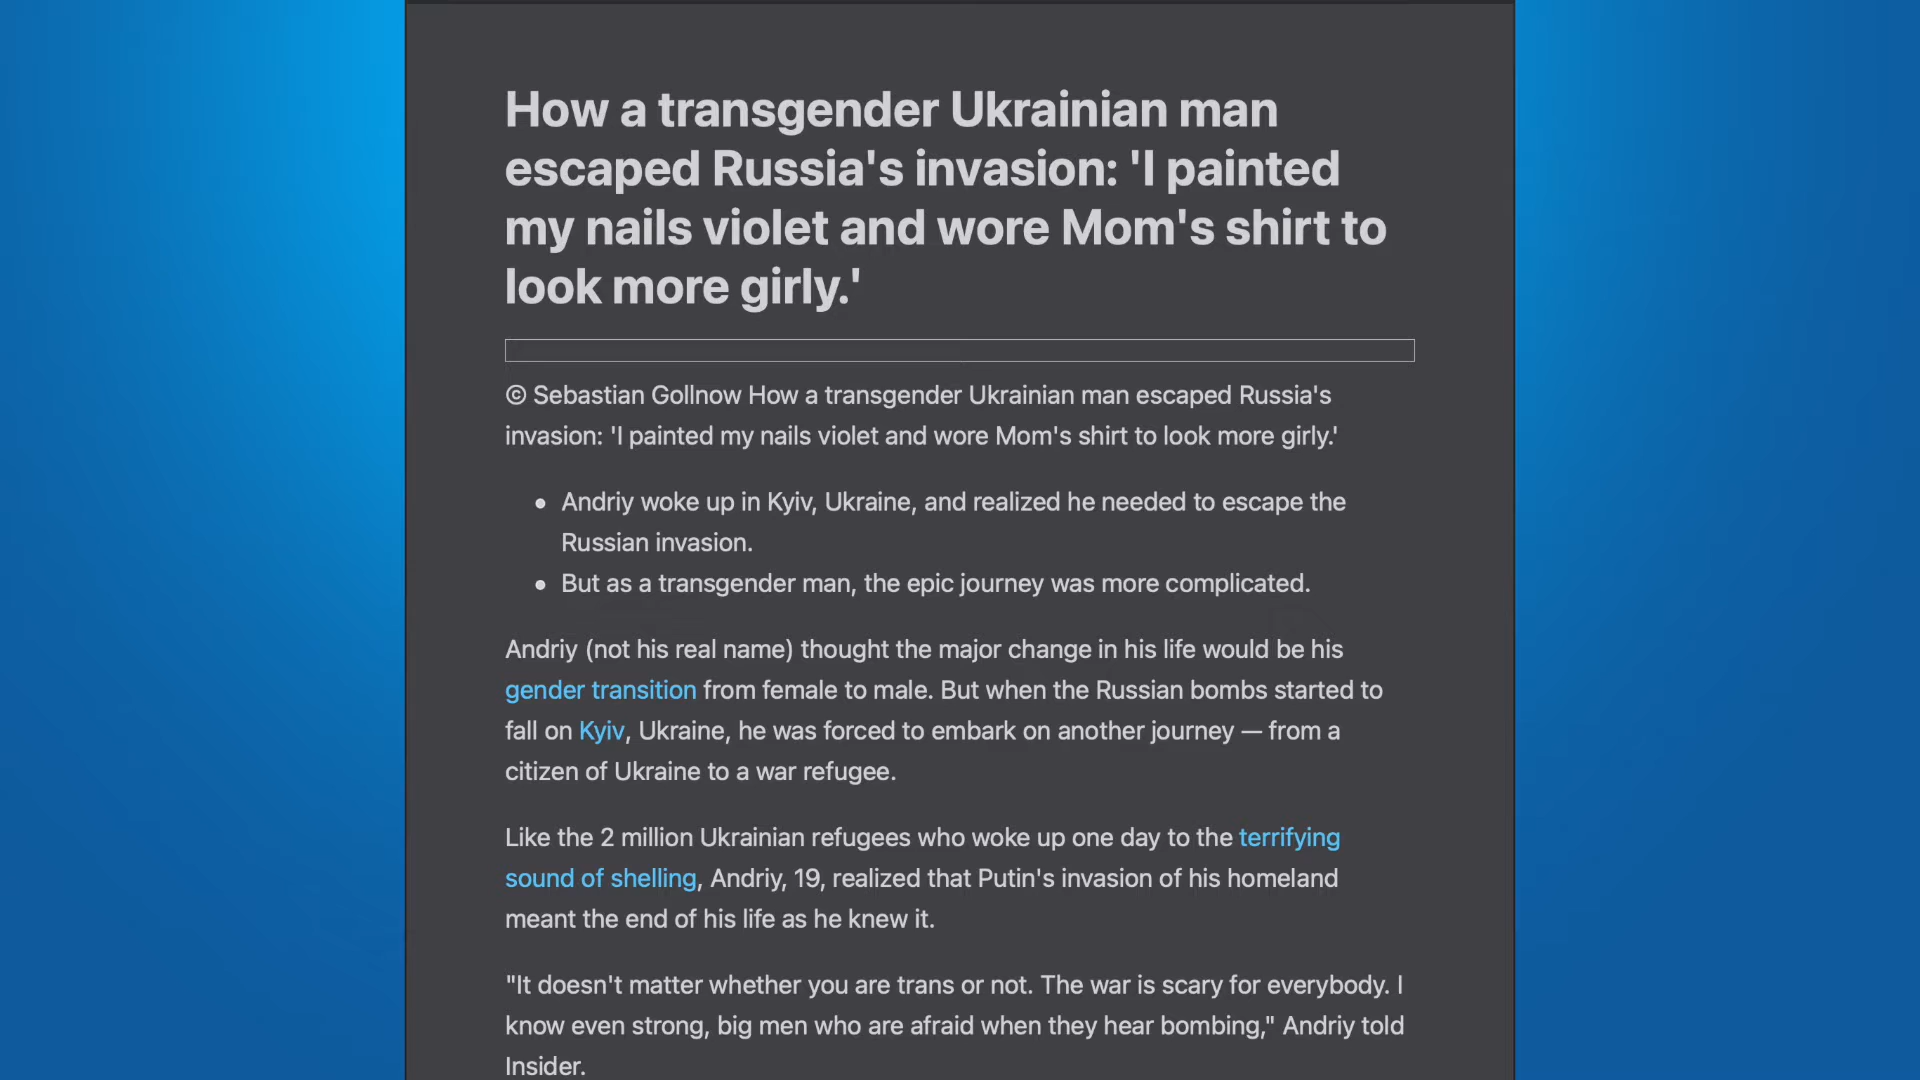 How a transgender Ukrainian man
escaped Russia's invasion: 'I painted
my nails violet and wore Mom's shirt to
look more girly.'
© Sebastian Gollnow How a transgender Ukrainian man escaped Russia's
invasion: 'I painted my nails violet and wore Mom's shirt to look more girly.'
• Andriy woke up in Kyiv, Ukraine, and realized he needed to escape the
Russian invasion.
• But as a transgender man, the epic journey was more complicated.
Andriy (not his real name) thought the major change in his life would be his
gender transition from female to male. But when the Russian bombs started to
fall on Kyiv, Ukraine, he was forced to embark on another journey — from a
citizen of Ukraine to a war refugee.
Like the 2 million Ukrainian refugees who woke up one day to the terrifying
sound of shelling, Andriy, 19, realized that Putin's invasion of his homeland
meant the end of his life as he knew it.
"It doesn't matter whether you are trans or not. The war is scary for everybody. I
know even strong, big men who are afraid when they hear bombing," Andriy told
Insider.